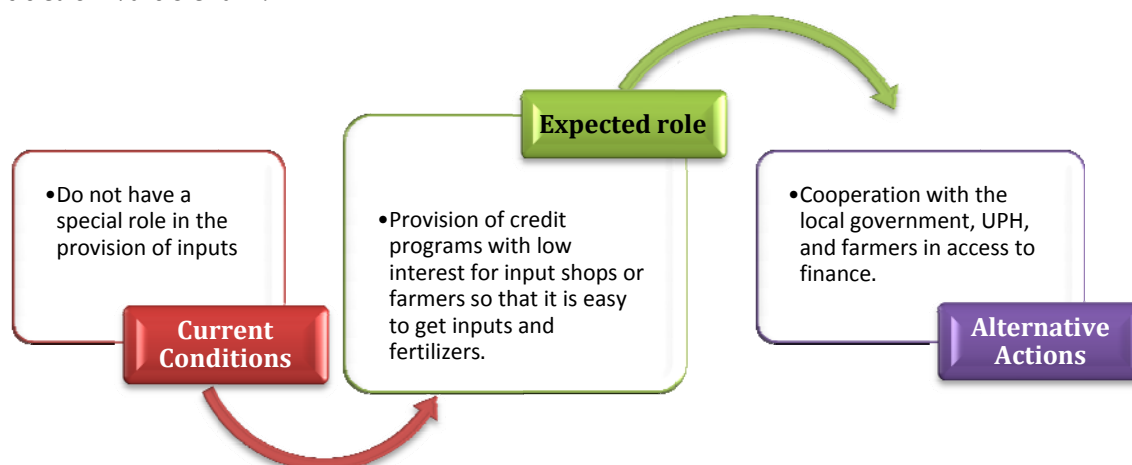 Expected role
•Do not have a
special role in the
provision of inputs
Current
Conditions
•Provision of credit
programs with low
interest for input shops or
farmers so that it is easy
to get inputs and
fertilizers.
•Cooperation with the
local government, UPH,
and farmers in access to
finance.
Alternative
Actions